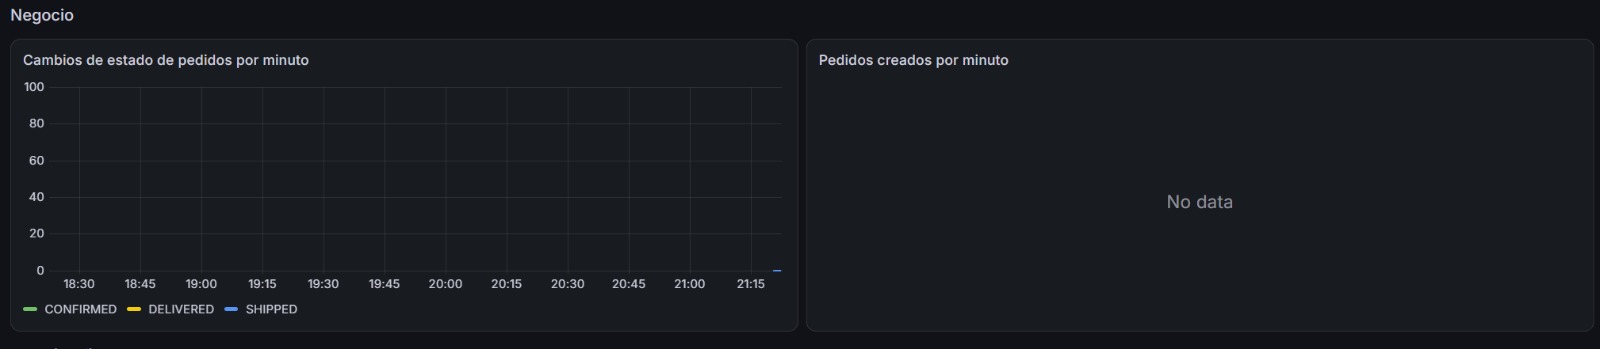 Negocio
Cambios de estado de pedidos por minuto
100
80
60
40
20
0
18:30 18:45 19:00 19:15 19:30 19:45 20:00 20:15 20:30 20:45 21:00 21:15
CONFIRMED DELIVERED SHIPPED
Pedidos creados por minuto
No data